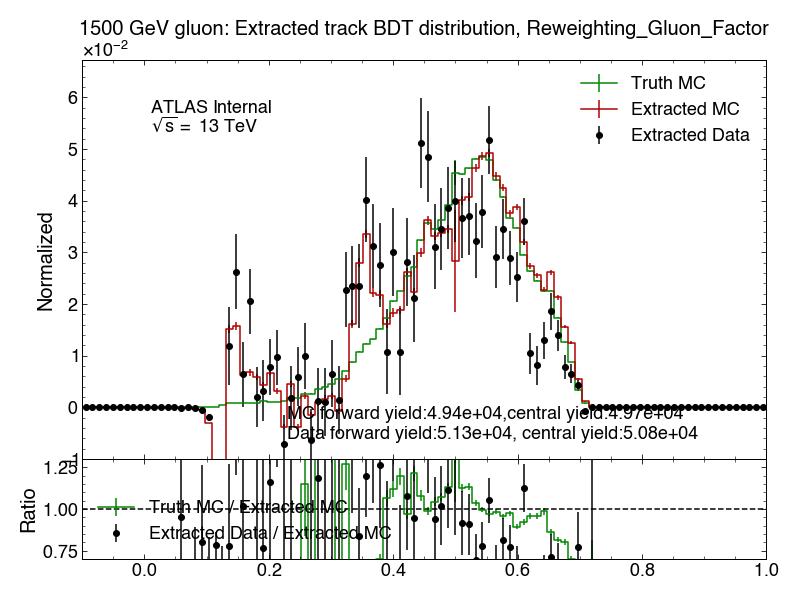 1500 GeV gluon: Extracted track BDT distribution, Reweighting_Gluon_Factor
×10⁻²
ATLAS Internal
√s = 13 TeV
Truth MC
Extracted MC
Extracted Data
Normalized
6
5
4
3
2
1
0
MC forward yield:4.94e+04,central yield:4.97e+04
Data forward yield:5.13e+04, central yield:5.08e+04
1
1.25
1.00
0.75
Ratio
Truth MC / Extracted MC
Extracted Data / Extracted MC
0.0 0.2 0.4 0.6 0.8 1.0